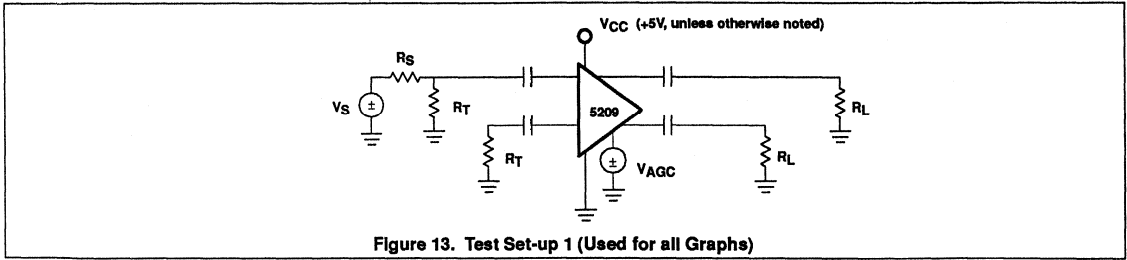 VCC (+5V, unless otherwise noted)
RS
VS
±
RT
5209
RL
RT
±
VAGC
RL
Figure 13. Test Set-up 1 (Used for all Graphs)